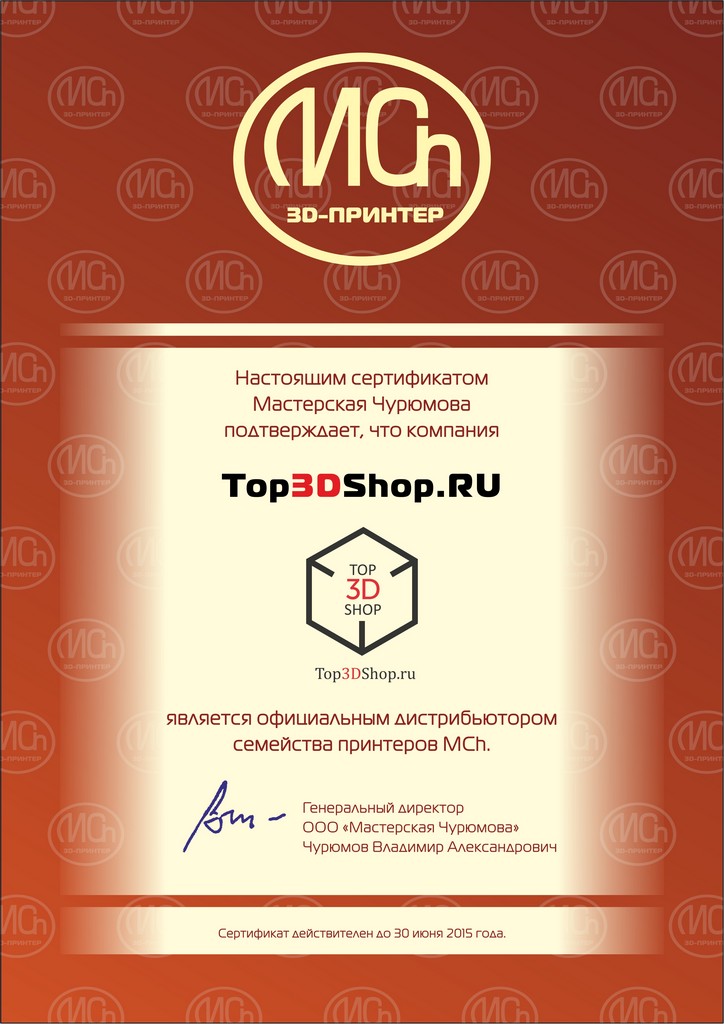 MCh
3D-ПРИНТЕР
Настоящим сертификатом
Мастерская Чурюмова
подтверждает, что компания
Top3DShop.RU
TOP
3D
SHOP
Top3DShop.ru
является официальным дистрибьютором
семейства принтеров MCh.
Генеральный директор
ООО «Мастерская Чурюмова»
Чурюмов Владимир Александрович
Сертификат действителен до 30 июня 2015 года.